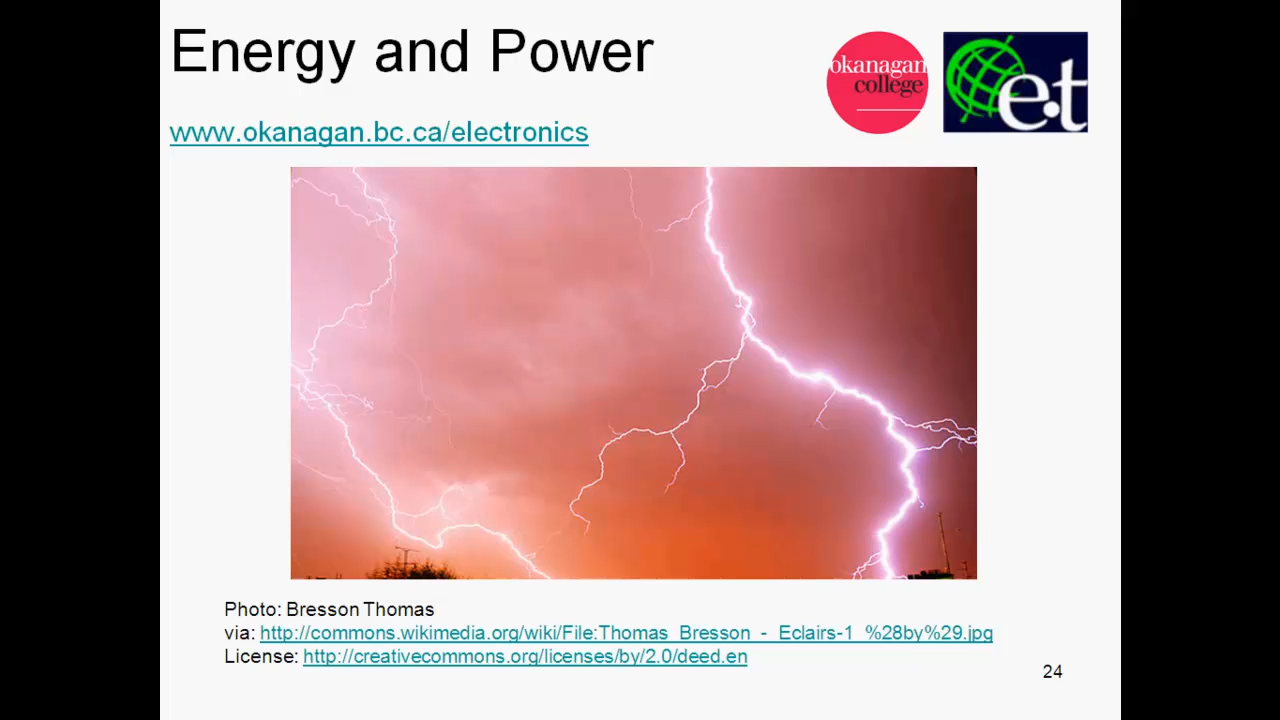 Energy and Power
okanagan
college
e.t
www.okanagan.bc.ca/electronics
Photo: Bresson Thomas
via: http://commons.wikimedia.org/wiki/File:Thomas_Bresson_-_Eclairs-1_%28by%29.jpg
License: http://creativecommons.org/licenses/by/2.0/deed.en
24